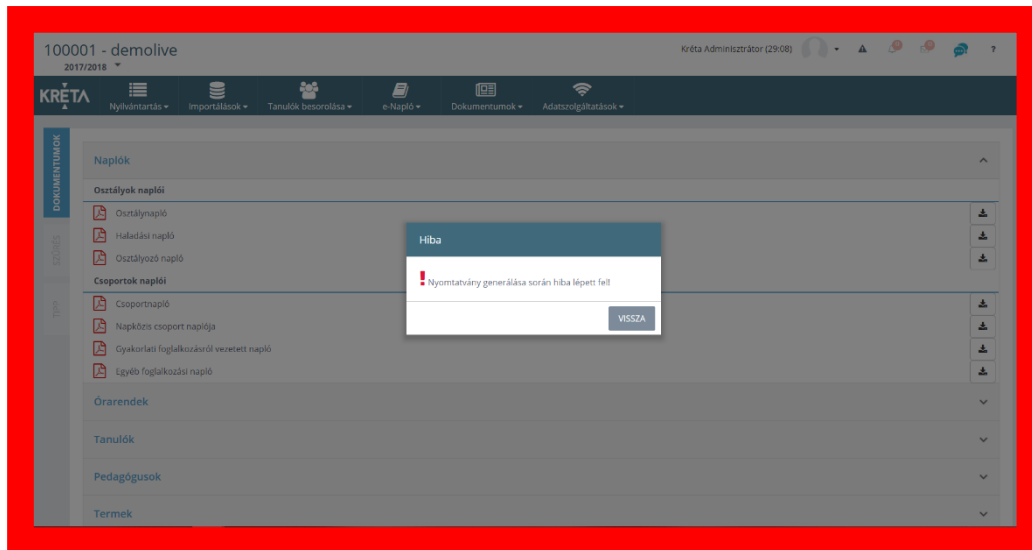 100001 - demolive
2017/2018
Kréta Adminisztrátor (29:08)
?
KRÉTA
Nyilvántartás
Importálások
Tanulók besorolása
e-Napló
Dokumentumok
Adatszolgáltatások
DOKUMENTUMOK
SZŰRÉS
Naplók
Osztályok naplói
Osztálynapló
Haladási napló
Osztályozó napló
Csoportok naplói
Csoportnapló
Napközis csoport naplója
Gyakorlati foglalkozásról vezetett napló
Egyéb foglalkozási napló
Órarendek
Tanulók
Pedagógusok
Termek
Hiba
! Nyomtatvány generálása során hiba lépett fel!
VISSZA